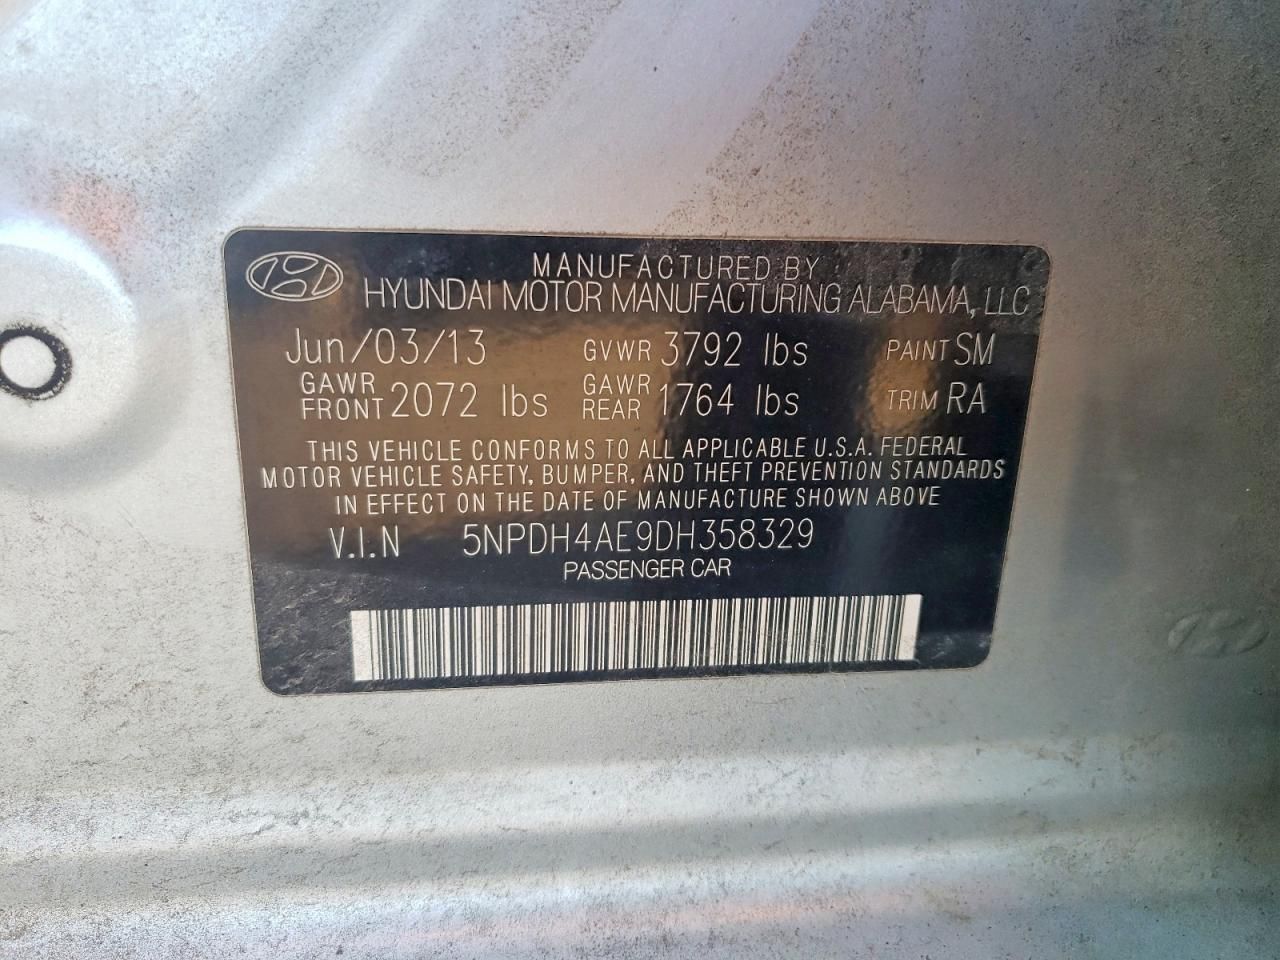 MANUFACTURED BY
HYUNDAI MOTOR MANUFACTURING ALABAMA, LLC
Jun/03/13 GVWR 3792 lbs PAINT SM
GAWR FRONT 2072 lbs GAWR REAR 1764 lbs TRIM RA
THIS VEHICLE CONFORMS TO ALL APPLICABLE U.S.A. FEDERAL
MOTOR VEHICLE SAFETY, BUMPER, AND THEFT PREVENTION STANDARDS
IN EFFECT ON THE DATE OF MANUFACTURE SHOWN ABOVE
V.I.N 5NPDH4AE9DH358329
PASSENGER CAR